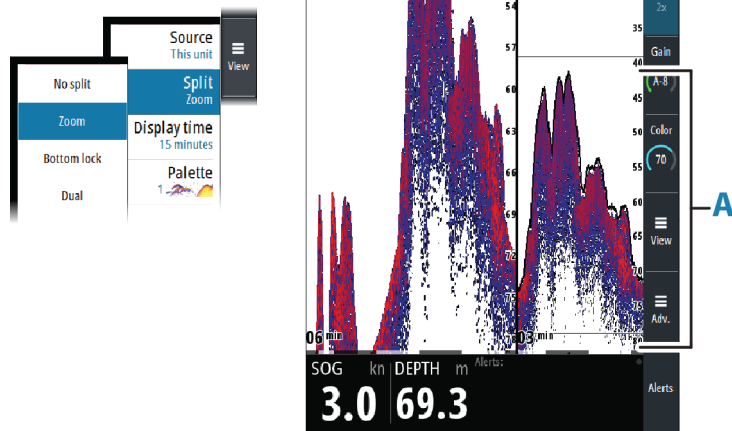 No split
Zoom
Bottom lock
Dual
Source
This unit
Split
Zoom
Display time
15 minutes
Palette
1
View
54
57
60
63
66
69
72
75
06 min
35
40
45
50
55
60
65
70
75
80
03 min
2x
Gain
A-8
Color
70
View
Adv.
A
SOG kn
3.0
DEPTH m
69.3
Alerts:
Alerts